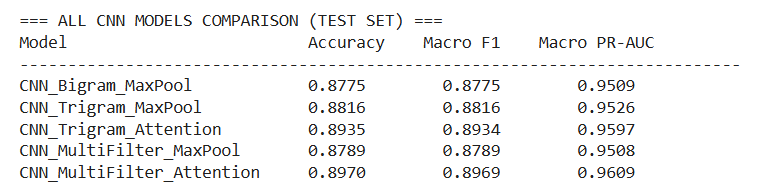 === ALL CNN MODELS COMPARISON (TEST SET) ===
Model Accuracy Macro F1 Macro PR-AUC
--------------------------------------------------------------------------------
CNN_Bigram_MaxPool 0.8775 0.8775 0.9509
CNN_Trigram_MaxPool 0.8816 0.8816 0.9526
CNN_Trigram_Attention 0.8935 0.8934 0.9597
CNN_MultiFilter_MaxPool 0.8789 0.8789 0.9508
CNN_MultiFilter_Attention 0.8970 0.8969 0.9609